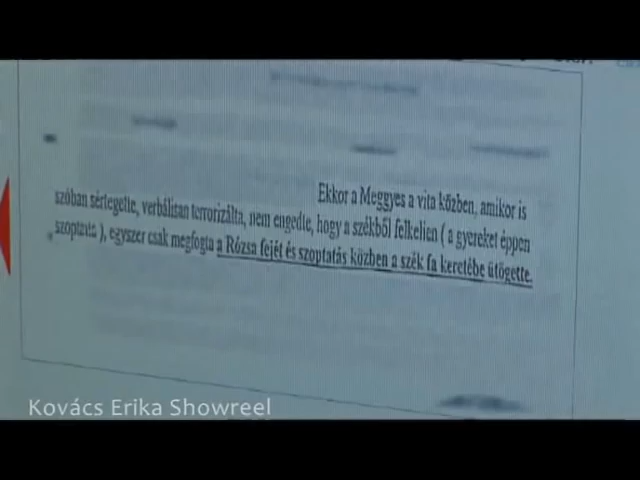 Ekkor a Meggyes a vita közben, amikor is
szóban sértegette, verbálisan terrorizálta, nem engedte, hogy a székből felkeljen ( a gyereket éppen
szoptatta ), egyszer csak megfogta a Rózsa fejét és szoptatás közben a szék fa keretébe ütögette.
Kovács Erika Showreel